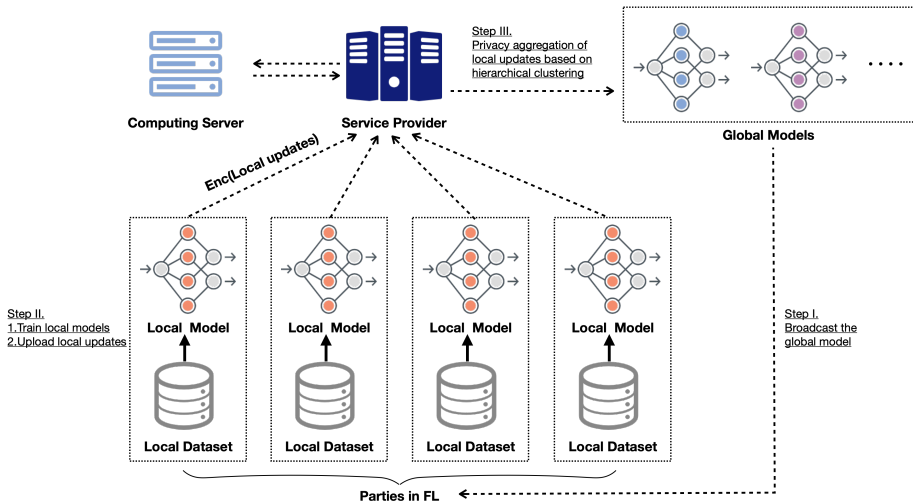 Step III.
Privacy aggregation of
local updates based on
hierarchical clustering
Computing Server
Service Provider
Global Models
Enc(Local updates)
Step II.
1.Train local models
2.Upload local updates
Local Model
Local Model
Local Model
Local Model
Step I.
Broadcast the
global model
Local Dataset
Local Dataset
Local Dataset
Local Dataset
Parties in FL